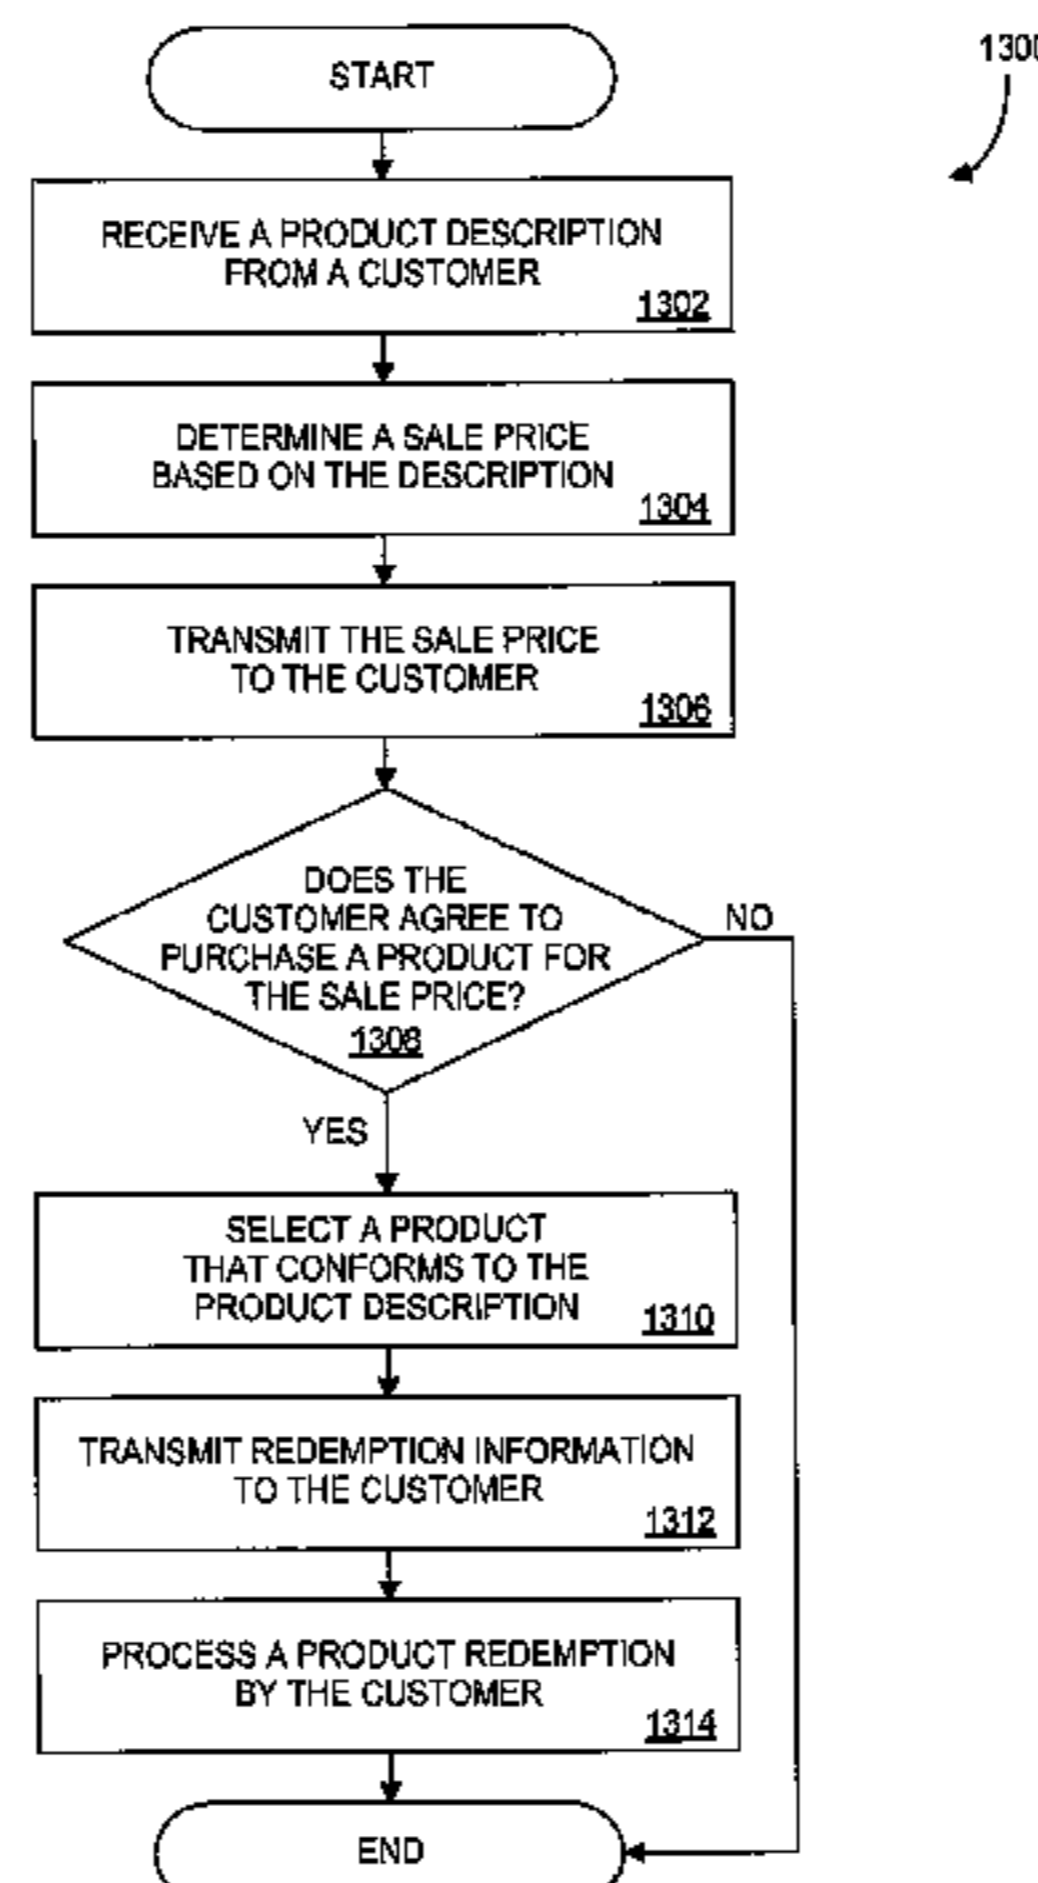 START
1300
RECEIVE A PRODUCT DESCRIPTION
FROM A CUSTOMER
1302
DETERMINE A SALE PRICE
BASED ON THE DESCRIPTION
1304
TRANSMIT THE SALE PRICE
TO THE CUSTOMER
1306
DOES THE
CUSTOMER AGREE TO
PURCHASE A PRODUCT FOR
THE SALE PRICE?
1308
NO
YES
SELECT A PRODUCT
THAT CONFORMS TO THE
PRODUCT DESCRIPTION
1310
TRANSMIT REDEMPTION INFORMATION
TO THE CUSTOMER
1312
PROCESS A PRODUCT REDEMPTION
BY THE CUSTOMER
1314
END